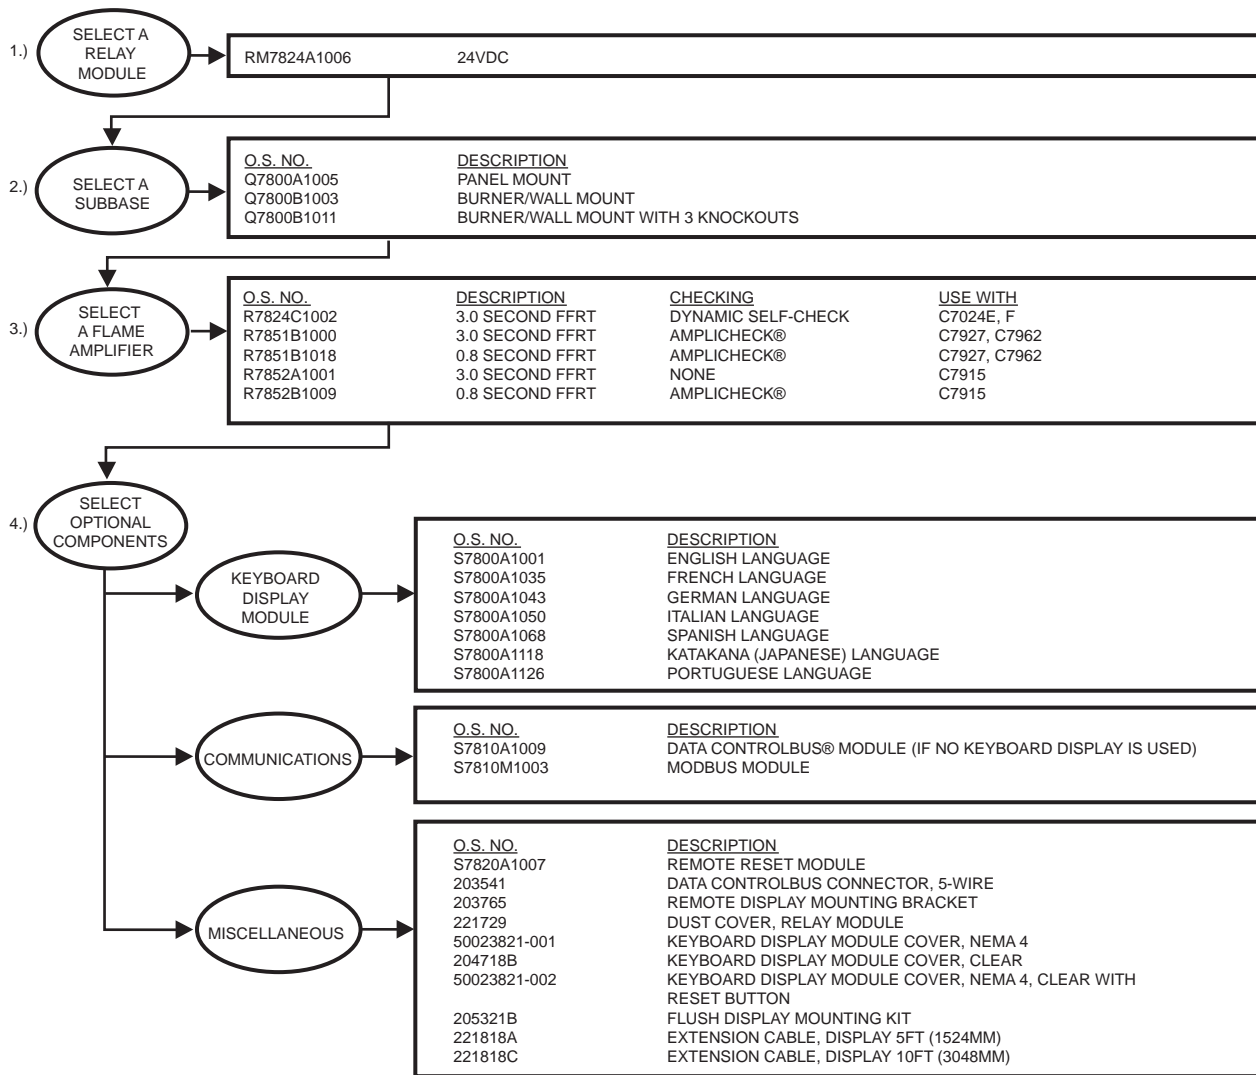 1.) SELECT A RELAY MODULE
RM7824A1006 24VDC
2.) SELECT A SUBBASE
O.S. NO. DESCRIPTION
Q7800A1005 PANEL MOUNT
Q7800B1003 BURNER/WALL MOUNT
Q7800B1011 BURNER/WALL MOUNT WITH 3 KNOCKOUTS
3.) SELECT A FLAME AMPLIFIER
O.S. NO. DESCRIPTION CHECKING USE WITH
R7824C1002 3.0 SECOND FFRT DYNAMIC SELF-CHECK C7024E, F
R7851B1000 3.0 SECOND FFRT AMPLICHECK® C7927, C7962
R7851B1018 0.8 SECOND FFRT AMPLICHECK® C7927, C7962
R7852A1001 3.0 SECOND FFRT NONE C7915
R7852B1009 0.8 SECOND FFRT AMPLICHECK® C7915
4.) SELECT OPTIONAL COMPONENTS
KEYBOARD DISPLAY MODULE
O.S. NO. DESCRIPTION
S7800A1001 ENGLISH LANGUAGE
S7800A1035 FRENCH LANGUAGE
S7800A1043 GERMAN LANGUAGE
S7800A1050 ITALIAN LANGUAGE
S7800A1068 SPANISH LANGUAGE
S7800A1118 KATAKANA (JAPANESE) LANGUAGE
S7800A1126 PORTUGUESE LANGUAGE
COMMUNICATIONS
O.S. NO. DESCRIPTION
S7810A1009 DATA CONTROLBUS® MODULE (IF NO KEYBOARD DISPLAY IS USED)
S7810M1003 MODBUS MODULE
MISCELLANEOUS
O.S. NO. DESCRIPTION
S7820A1007 REMOTE RESET MODULE
203541 DATA CONTROLBUS CONNECTOR, 5-WIRE
203765 REMOTE DISPLAY MOUNTING BRACKET
221729 DUST COVER, RELAY MODULE
50023821-001 KEYBOARD DISPLAY MODULE COVER, NEMA 4
204718B KEYBOARD DISPLAY MODULE COVER, CLEAR
50023821-002 KEYBOARD DISPLAY MODULE COVER, NEMA 4, CLEAR WITH
RESET BUTTON
205321B FLUSH DISPLAY MOUNTING KIT
221818A EXTENSION CABLE, DISPLAY 5FT (1524MM)
221818C EXTENSION CABLE, DISPLAY 10FT (3048MM)